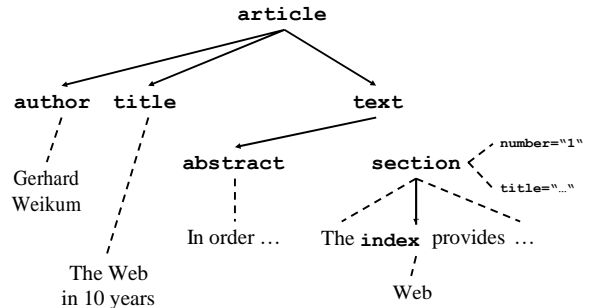 article
author title text
abstract section
number="1"
title="…"
Gerhard
Weikum
In order …
The index provides …
The Web
in 10 years
Web